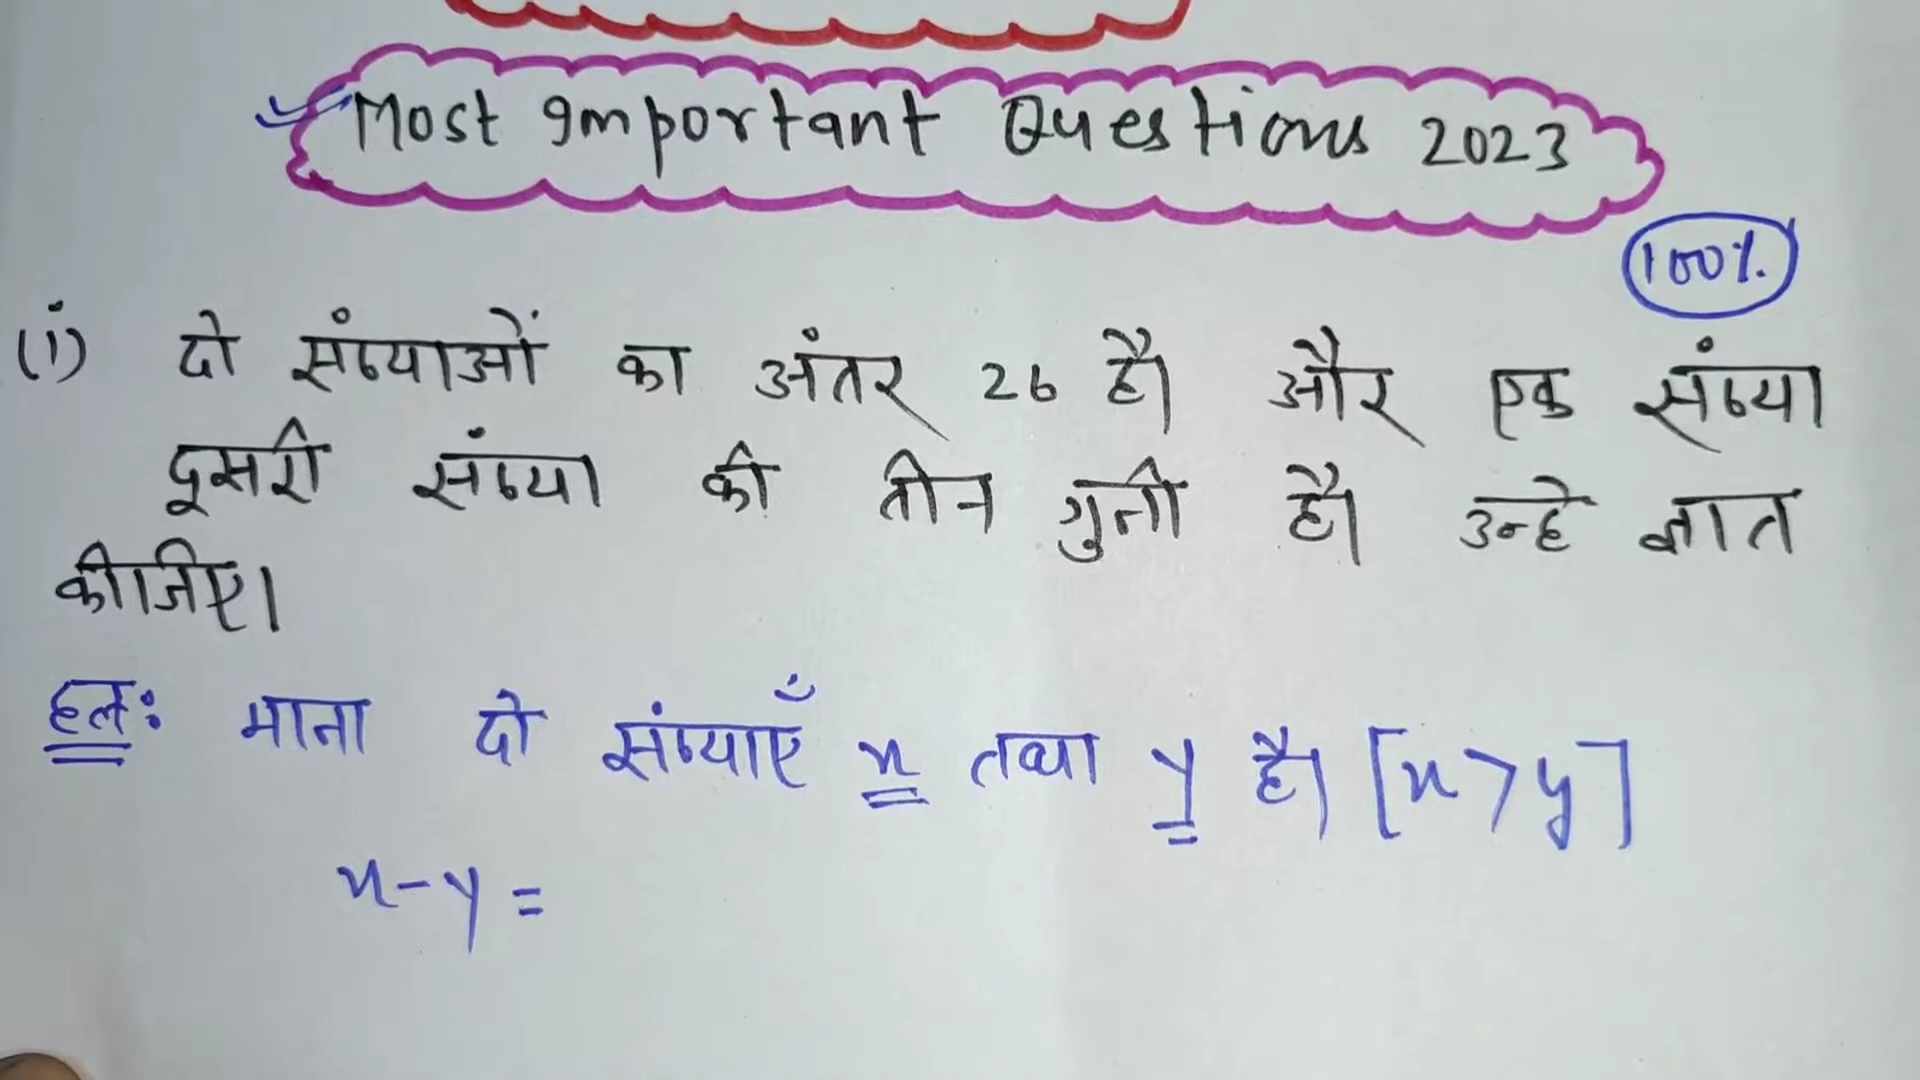 Most Important Questions 2023
100%
(i) दो संख्याओं का अंतर 26 है। और एक संख्या
दूसरी संख्या की तीन गुनी है। उन्हे ज्ञात
कीजिए।
हल: माना दो संख्याएँ x तथा y है। [x>y]
x-y =